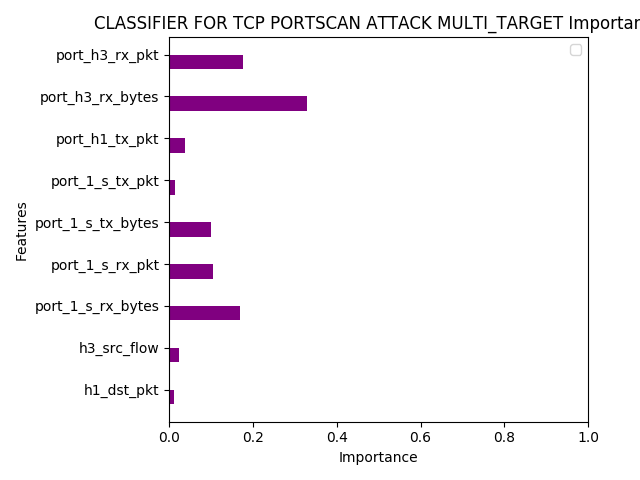 CLASSIFIER FOR TCP PORTSCAN ATTACK MULTI_TARGET Importan
port_h3_rx_pkt
port_h3_rx_bytes
port_h1_tx_pkt
port_1_s_tx_pkt
port_1_s_tx_bytes
port_1_s_rx_pkt
port_1_s_rx_bytes
h3_src_flow
h1_dst_pkt
Features
0.0 0.2 0.4 0.6 0.8 1.0
Importance